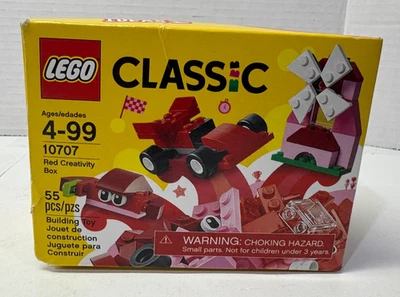 LEGO CLASSIC
Ages/edades
4-99
10707
Red Creativity
Box
55
pcs/pzs
Building Toy
Jouet de
construction
Juguete para
Construir
WARNING: CHOKING HAZARD.
Small parts. Not for children under 3 years.